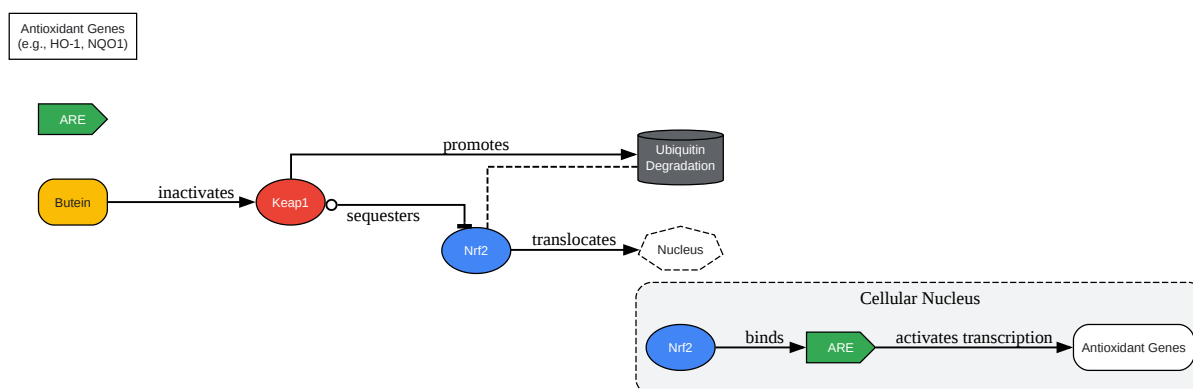 Antioxidant Genes
(e.g., HO-1, NQO1)
ARE
promotes
Ubiquitin
Degradation
Butein
inactivates
Keap1
sequesters
Nrf2
translocates
Nucleus
Cellular Nucleus
Nrf2
binds
ARE
activates transcription
Antioxidant Genes